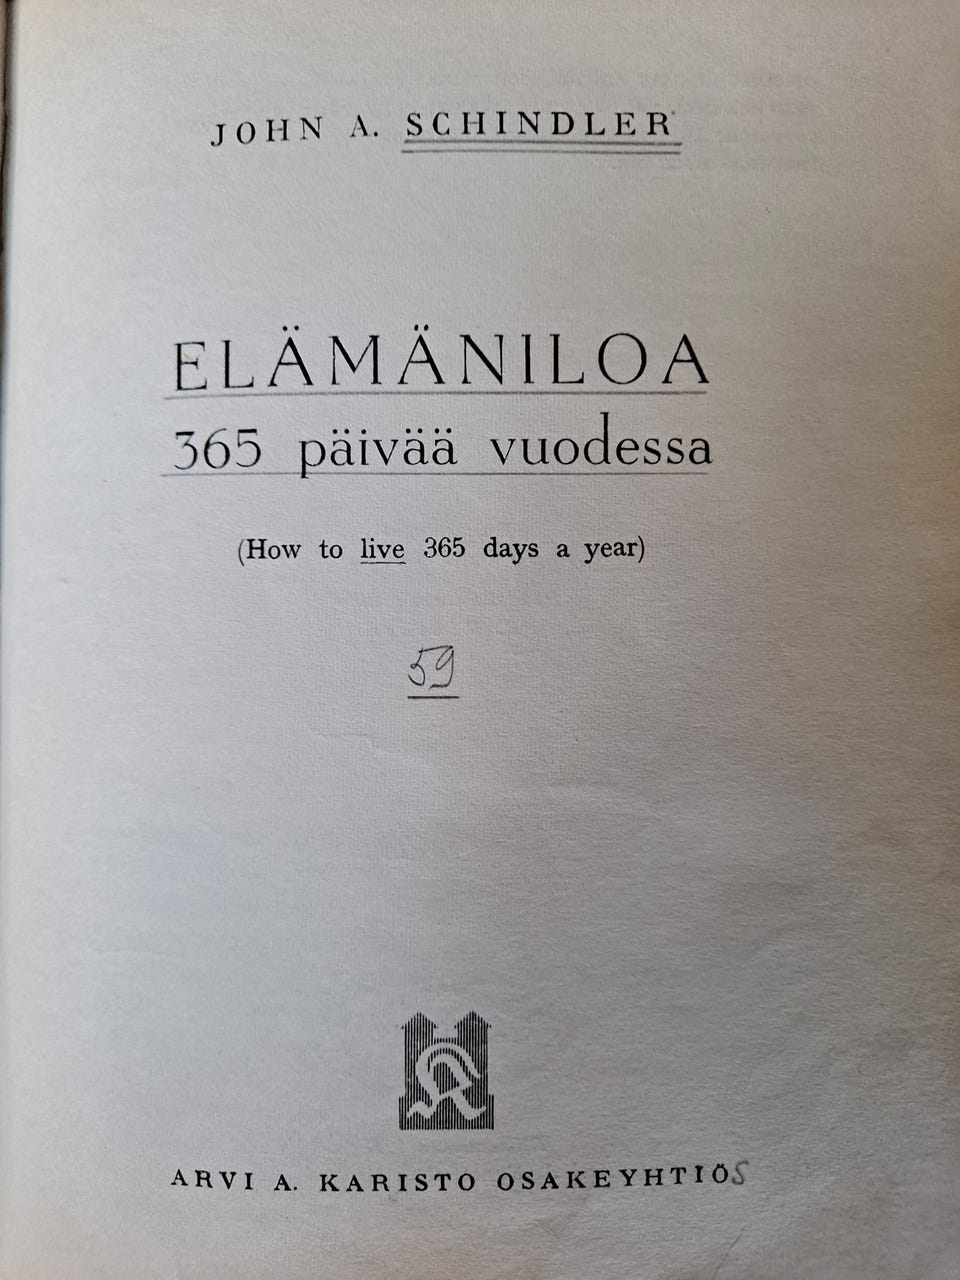 JOHN A. SCHINDLER
ELÄMÄNILOA
365 päivää vuodessa
(How to live 365 days a year)
59
K
ARVI A. KARISTO OSAKEYHTIÖS